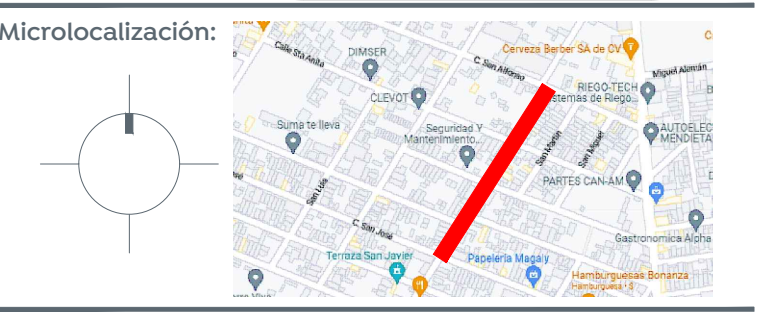 Microlocalización:
Calle Sta Anita
DIMSER
C. San Alfonso
Cerveza Berber SA de CV
Miguel Alemán
CLEVOT
RIEGO-TECH
stemas de Riego...
Suma te lleva
Seguridad Y
Mantenimiento...
San Martín
San Miguel
AUTOELEC
MENDIETA
San Luis
PARTES CAN-AM
C. San José
Gastronomica Alpha
Terraza San Javier
Papelería Magaly
Hamburguesas Bonanza
Hamburguesa • $